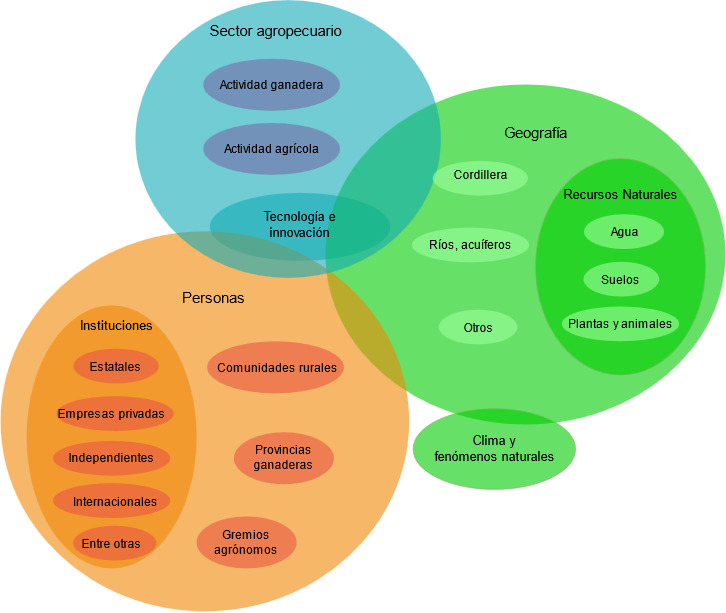 Sector agropecuario
Actividad ganadera
Actividad agrícola
Tecnología e
innovación
Geografía
Cordillera
Ríos, acuíferos
Otros
Recursos Naturales
Agua
Suelos
Plantas y animales
Clima y
fenómenos naturales
Personas
Instituciones
Estatales
Empresas privadas
Independientes
Internacionales
Entre otras
Comunidades rurales
Provincias
ganaderas
Gremios
agrónomos